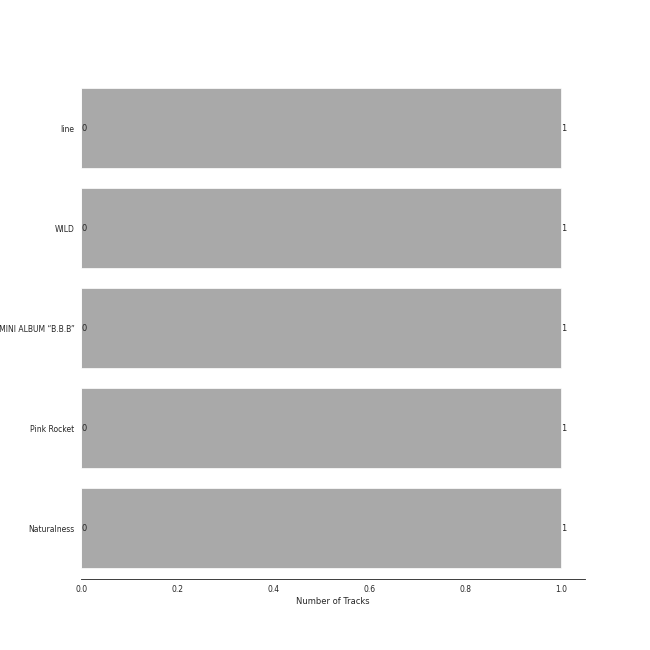 line 0 1
WILD 0 1
MINI ALBUM “B.B.B” 0 1
Pink Rocket 0 1
Naturalness 0 1
0.0 0.2 0.4 0.6 0.8 1.0
Number of Tracks